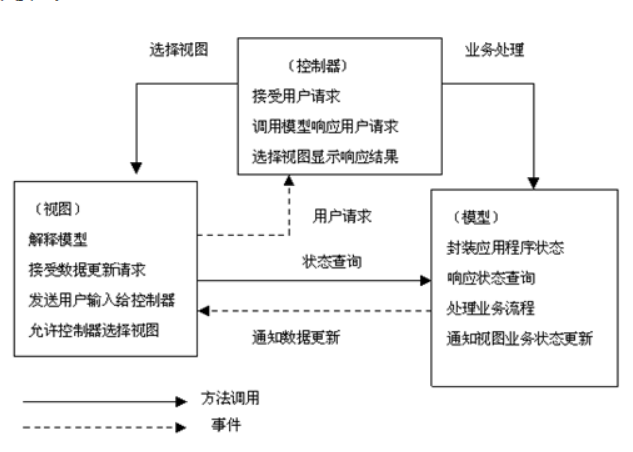 选择视图
业务处理
（控制器）
接受用户请求
调用模型响应用户请求
选择视图显示响应结果
（视图）
解释模型
接受数据更新请求
发送用户输入给控制器
允许控制器选择视图
用户请求
状态查询
通知数据更新
（模型）
封装应用程序状态
响应状态查询
处理业务流程
通知视图业务状态更新
方法调用
事件